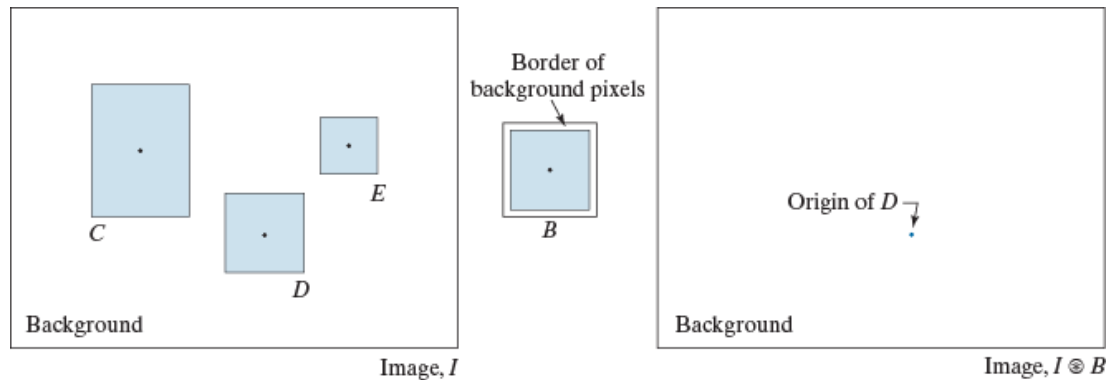 Border of
background pixels
E
C
B
D
Origin of D
Background
Background
Image, I
Image, I ⊛ B